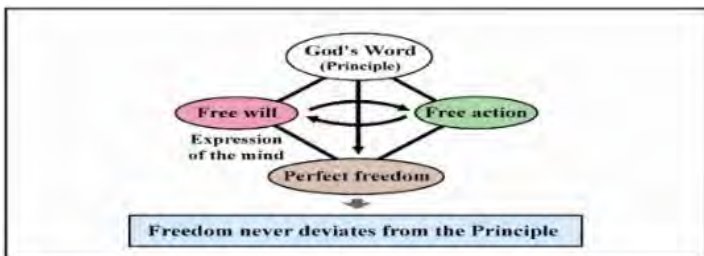 God's Word
(Principle)
Free will
Free action
Expression
of the mind
Perfect freedom
Freedom never deviates from the Principle